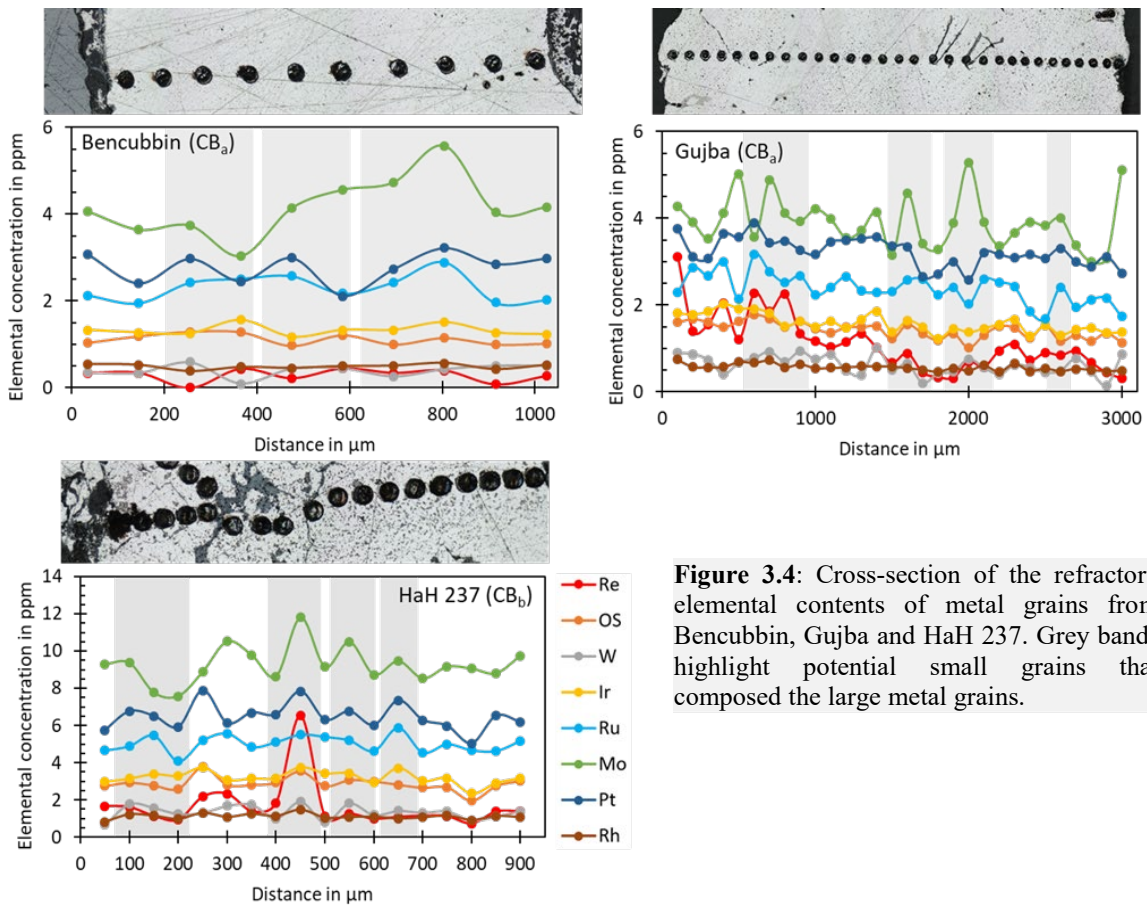 Bencubbin (CBa)
Elemental concentration in ppm
6
4
2
0
0 200 400 600 800 1000
Distance in µm
Gujba (CBa)
Elemental concentration in ppm
6
4
2
0
0 1000 2000 3000
Distance in µm
HaH 237 (CBb)
Elemental concentration in ppm
14
12
10
8
6
4
2
0
0 100 200 300 400 500 600 700 800 900
Distance in µm
Re
OS
W
Ir
Ru
Mo
Pt
Rh
Figure 3.4: Cross-section of the refractor
elemental contents of metal grains fron
Bencubbin, Gujba and HaH 237. Grey band
highlight potential small grains tha
composed the large metal grains.